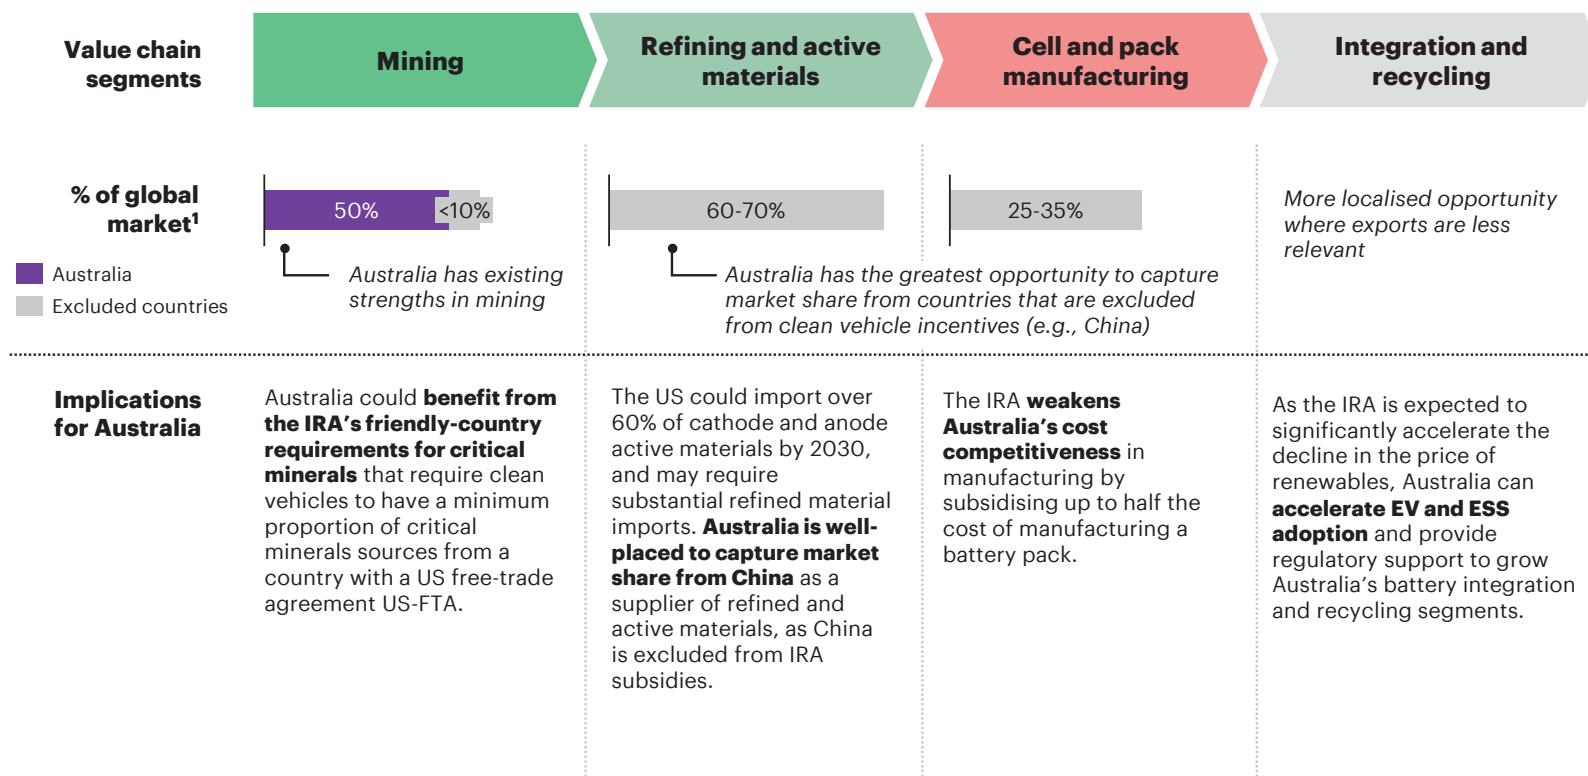 Value chain
segments
Mining
Refining and active
materials
Cell and pack
manufacturing
Integration and
recycling
% of global
market¹
Australia
Excluded countries
50%
<10%
Australia has existing
strengths in mining
60-70%
25-35%
Australia has the greatest opportunity to capture
market share from countries that are excluded
from clean vehicle incentives (e.g., China)
More localised opportunity
where exports are less
relevant
Implications
for Australia
Australia could benefit from
the IRA’s friendly-country
requirements for critical
minerals that require clean
vehicles to have a minimum
proportion of critical
minerals sources from a
country with a US free-trade
agreement US-FTA.
The US could import over
60% of cathode and anode
active materials by 2030,
and may require
substantial refined material
imports. Australia is well-
placed to capture market
share from China as a
supplier of refined and
active materials, as China
is excluded from IRA
subsidies.
The IRA weakens
Australia’s cost
competitiveness in
manufacturing by
subsidising up to half the
cost of manufacturing a
battery pack.
As the IRA is expected to
significantly accelerate the
decline in the price of
renewables, Australia can
accelerate EV and ESS
adoption and provide
regulatory support to grow
Australia’s battery integration
and recycling segments.